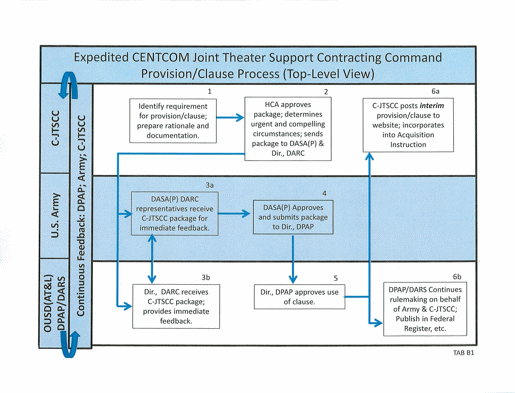 Expedited CENTCOM Joint Theater Support Contracting Command
Provision/Clause Process (Top-Level View)
C-JTSCC
U.S. Army
OUSD(AT&L)
DPAP/DARS
Continuous Feedback: DPAP; Army; C-JTSCC
1
Identify requirement
for provision/clause;
prepare rationale and
documentation.
2
HCA approves
package; determines
urgent and compelling
circumstances; sends
package to DASA(P) &
Dir., DARC
6a
C-JTSCC posts interim
provision/clause to
website; incorporates
into Acquisition
Instruction
3a
DASA(P) DARC
representatives receive
C-JTSCC package for
immediate feedback.
4
DASA(P) Approves
and submits package
to Dir., DPAP
3b
Dir., DARC receives
C-JTSCC package;
provides immediate
feedback.
5
Dir., DPAP approves use
of clause.
6b
DPAP/DARS Continues
rulemaking on behalf
of Army & C-JTSCC;
Publish in Federal
Register, etc.
TAB B1